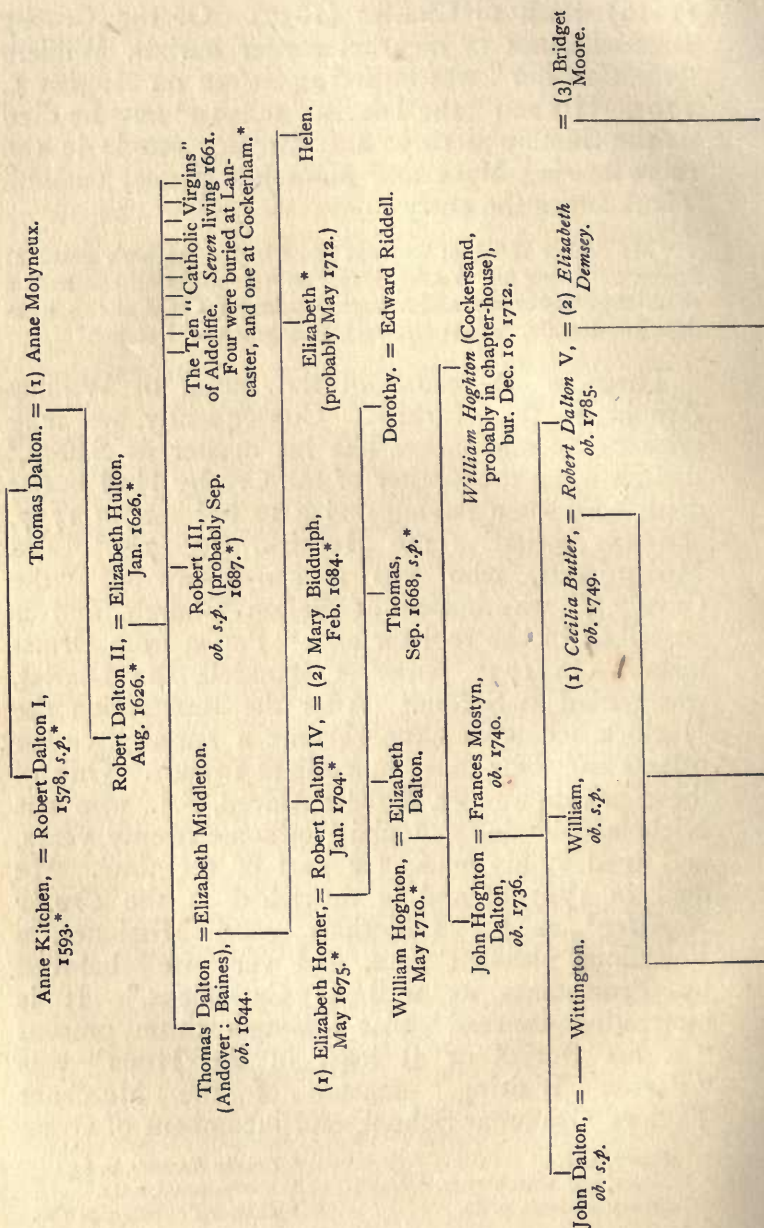 Anne Kitchen, = Robert Dalton I,
1593.*
1578, s.p.*
Thomas Dalton. = (1) Anne Molyneux.
Robert Dalton II, = Elizabeth Hulton,
Aug. 1626.*
Jan. 1626.*
Thomas Dalton = Elizabeth Middleton.
(Andover: Baines),
ob. 1644.
Robert III,
ob. s.p. (probably Sep.
1687.*)
The Ten "Catholic Virgins"
of Aldcliffe. Seven living 1661.
Four were buried at Lan-
caster, and one at Cockerham.*
(1) Elizabeth Horner, = Robert Dalton IV, = (2) Mary Biddulph,
May 1675.*
Jan. 1704.*
Feb. 1684.*
Elizabeth *
(probably May 1712.)
Helen.
William Hoghton, = Elizabeth
May 1710.*
Dalton.
Thomas,
Sep. 1668, s.p.*
Dorothy. = Edward Riddell.
John Hoghton = Frances Mostyn,
Dalton,
ob. 1740.
ob. 1736.
William Hoghton (Cockersand,
probably in chapter-house),
bur. Dec. 10, 1712.
John Dalton, = —— Wittington.
ob. s.p.
William,
ob. s.p.
(1) Cecilia Butler, = Robert Dalton V, = (2) Elizabeth
ob. 1749.
ob. 1785.
Demsey.
= (3) Bridget
Moore.